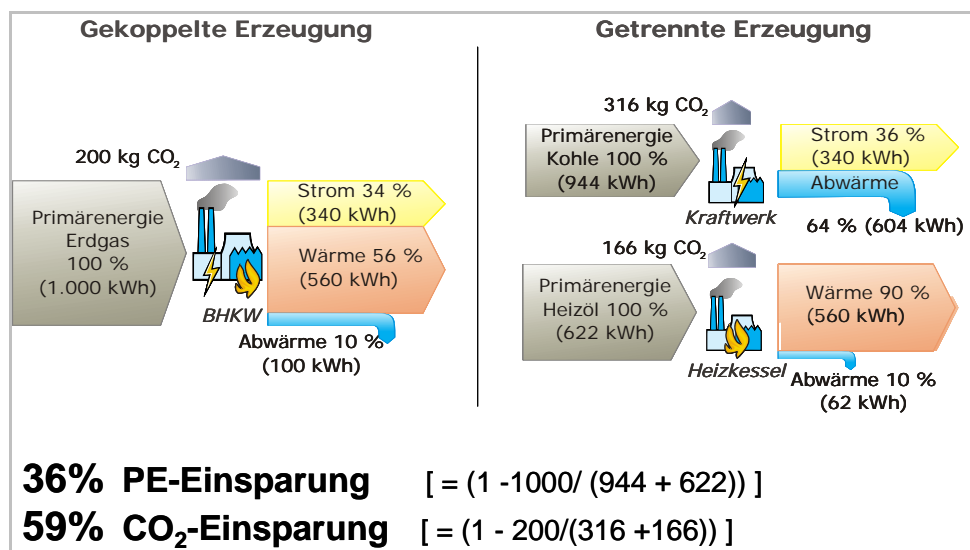 Gekoppelte Erzeugung
200 kg CO₂
Primärenergie
Erdgas
100 %
(1.000 kWh)
BHKW
Strom 34 %
(340 kWh)
Wärme 56 %
(560 kWh)
Abwärme 10 %
(100 kWh)
Getrennte Erzeugung
316 kg CO₂
Primärenergie
Kohle 100 %
(944 kWh)
Kraftwerk
Strom 36 %
(340 kWh)
Abwärme
64 % (604 kWh)
166 kg CO₂
Primärenergie
Heizöl 100 %
(622 kWh)
Heizkessel
Wärme 90 %
(560 kWh)
Abwärme 10 %
(62 kWh)
36% PE-Einsparung [ = (1 -1000/ (944 + 622)) ]
59% CO₂-Einsparung [ = (1 - 200/(316 +166)) ]